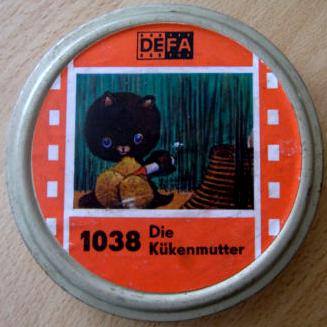 DEFA
1038 Die
Kükenmutter